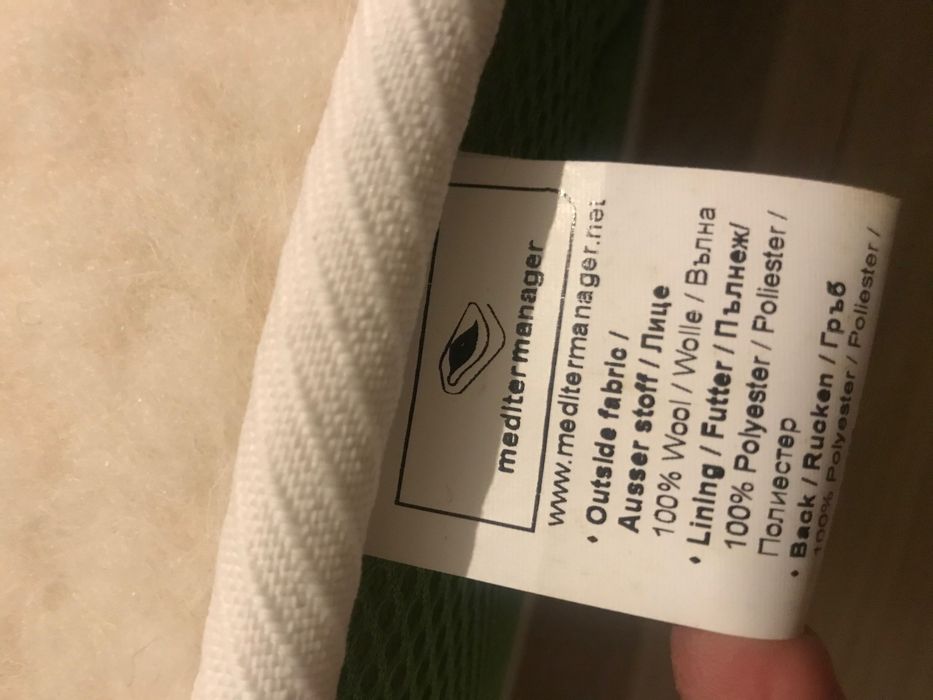 meditermanager
www.meditermanager.net
• Outside fabric /
Ausser stoff / Лице
100% Wool / Wolle / Вълна
• Lining / Futter / Пълнеж/
100% Polyester / Poliester /
Полиестер
• Back / Rucken / Гръб
100% Polyester / Poliester /